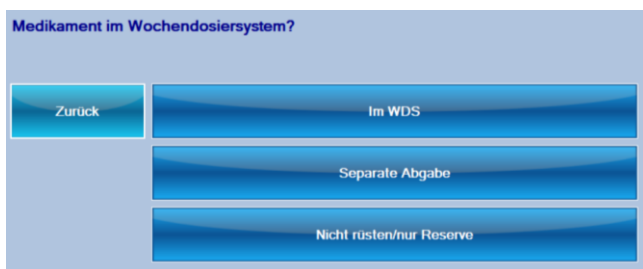 Medikament im Wochendosiersystem?
Zurück
Im WDS
Separate Abgabe
Nicht rüsten/nur Reserve